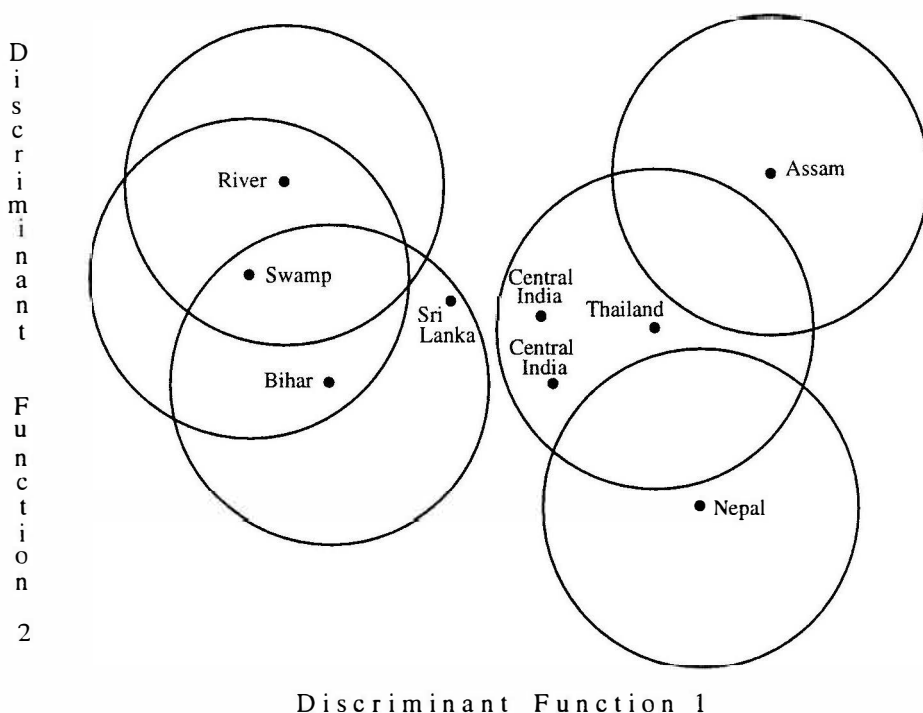 Discriminant Function 2
River
Assam
Swamp
Central
India
Sri
Lanka
Thailand
Central
India
Bihar
Nepal
Discriminant Function 1